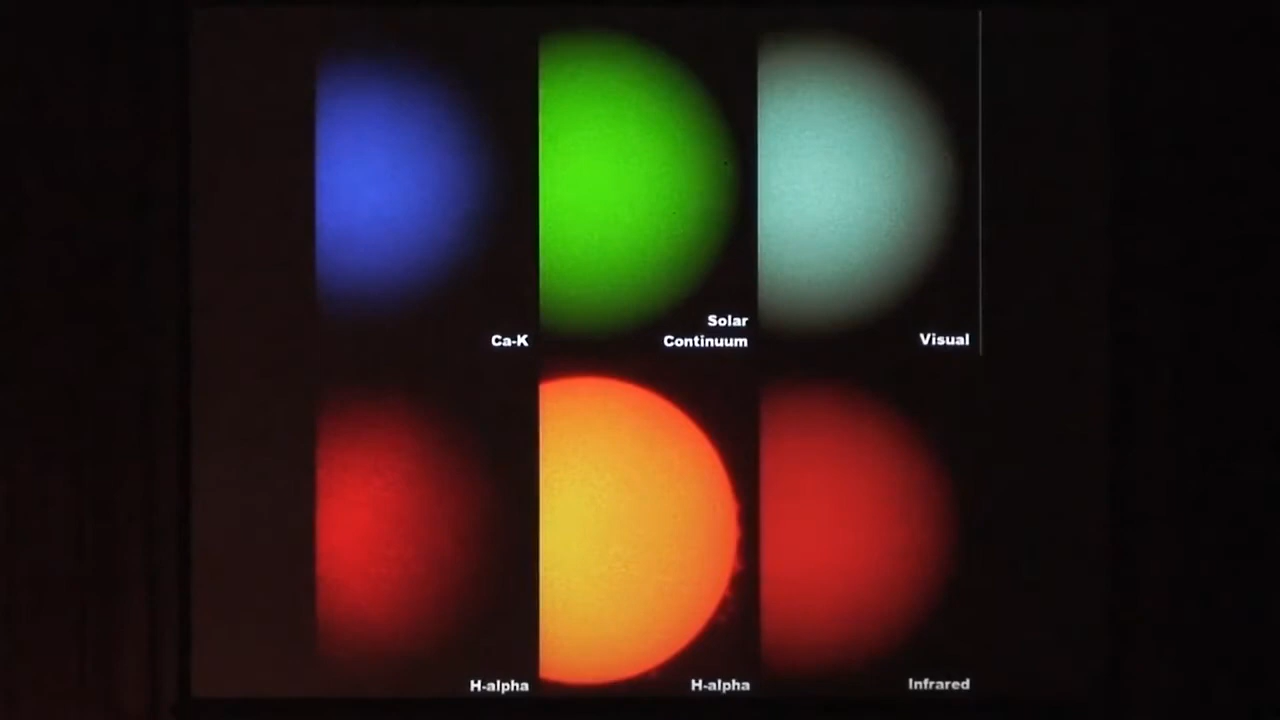 Ca-K
Solar
Continuum
Visual
H-alpha
H-alpha
Infrared